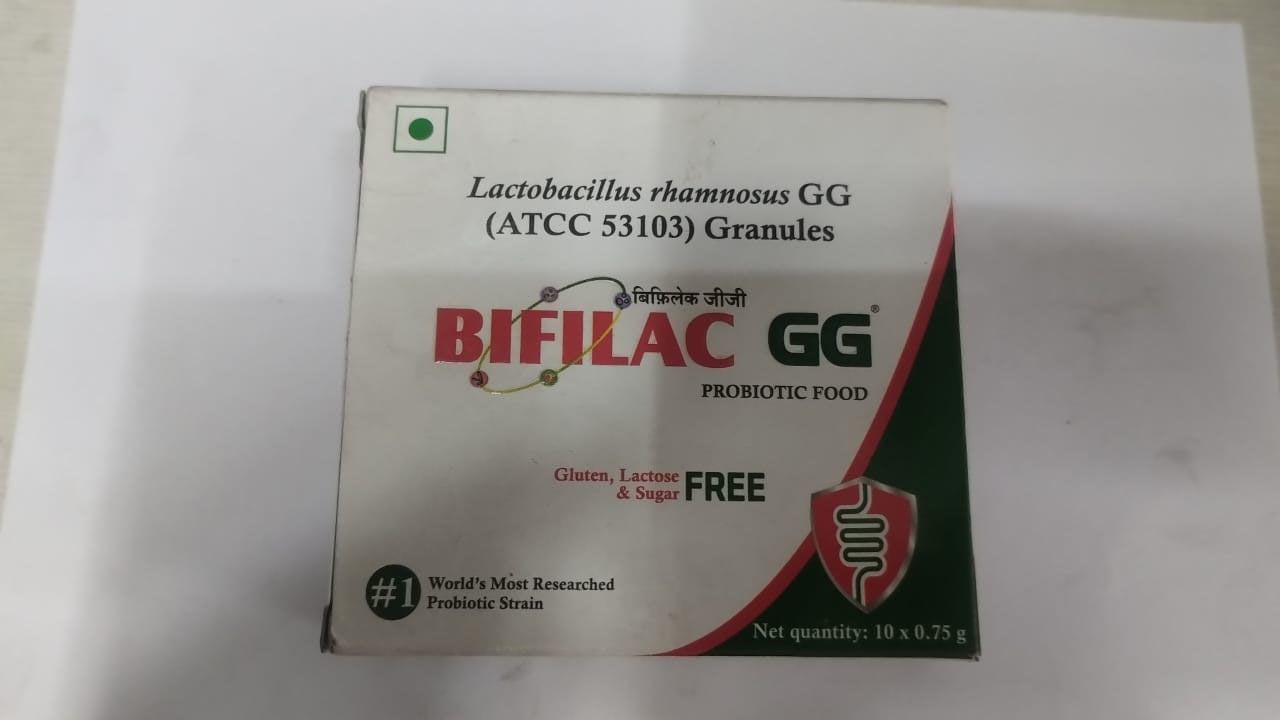 Lactobacillus rhamnosus GG
(ATCC 53103) Granules
बिफ़िलेक जीजी
BIFILAC GG®
PROBIOTIC FOOD
Gluten, Lactose
& Sugar FREE
#1 World's Most Researched
Probiotic Strain
Net quantity: 10 x 0.75 g